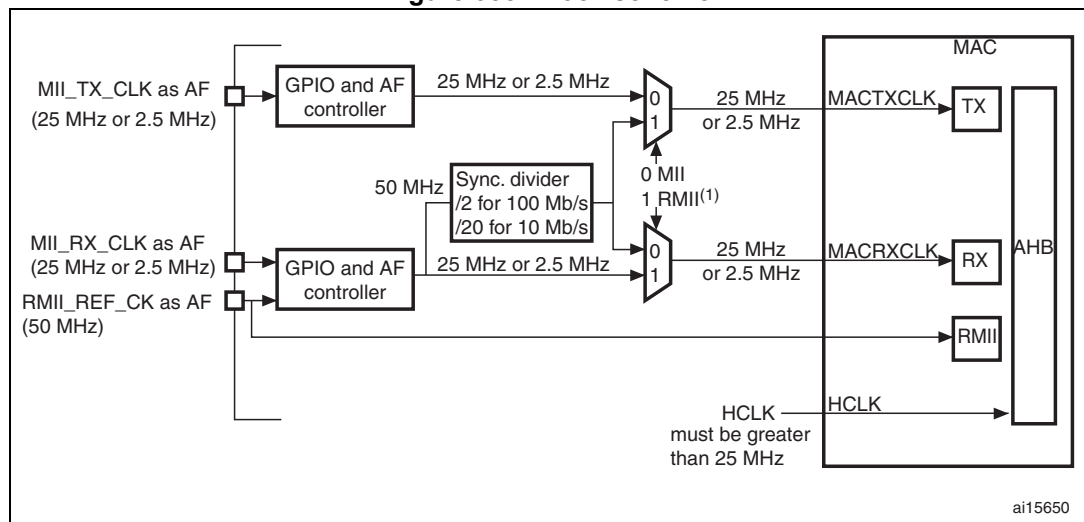 MAC
MII_TX_CLK as AF
(25 MHz or 2.5 MHz)
GPIO and AF
controller
25 MHz or 2.5 MHz
0
1
25 MHz
or 2.5 MHz
MACTXCLK
TX
50 MHz
Sync. divider
/2 for 100 Mb/s
/20 for 10 Mb/s
0 MII
1 RMII(1)
MII_RX_CLK as AF
(25 MHz or 2.5 MHz)
RMII_REF_CK as AF
(50 MHz)
GPIO and AF
controller
25 MHz or 2.5 MHz
0
1
25 MHz
or 2.5 MHz
MACRXCLK
RX
AHB
RMII
HCLK
must be greater
than 25 MHz
HCLK
ai15650